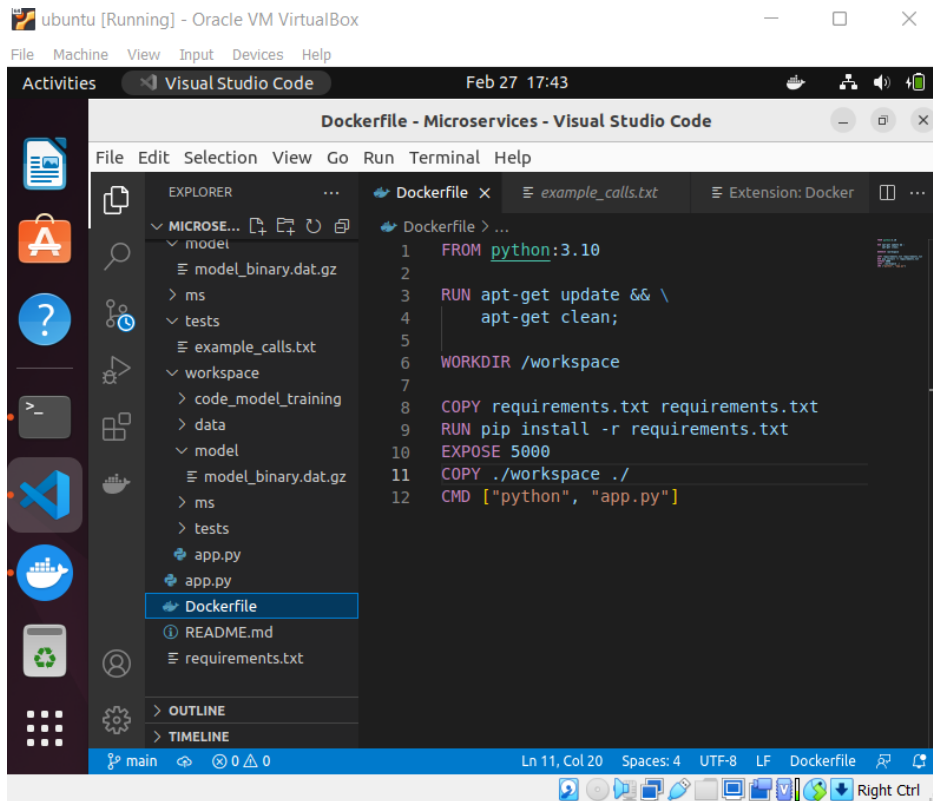 ubuntu [Running] - Oracle VM VirtualBox
File Machine View Input Devices Help
Activities Visual Studio Code Feb 27 17:43
Dockerfile - Microservices - Visual Studio Code
File Edit Selection View Go Run Terminal Help
EXPLORER
MICROSE...
model
model_binary.dat.gz
ms
tests
example_calls.txt
workspace
code_model_training
data
model
model_binary.dat.gz
ms
tests
app.py
app.py
Dockerfile
README.md
requirements.txt
OUTLINE
TIMELINE
Dockerfile example_calls.txt Extension: Docker
Dockerfile > ...
1 FROM python:3.10
2
3 RUN apt-get update && \
4 apt-get clean;
5
6 WORKDIR /workspace
7
8 COPY requirements.txt requirements.txt
9 RUN pip install -r requirements.txt
10 EXPOSE 5000
11 COPY ./workspace ./
12 CMD ["python", "app.py"]
main 0 0 Ln 11, Col 20 Spaces: 4 UTF-8 LF Dockerfile
Right Ctrl